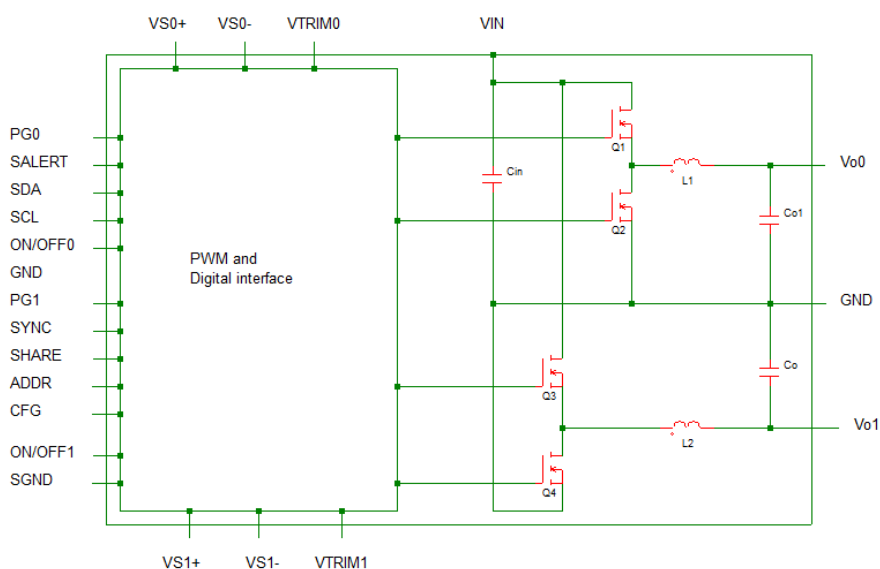 VS0+ VS0- VTRIM0 VIN
PG0
SALERT
SDA
SCL
ON/OFF0
GND
PG1
SYNC
SHARE
ADDR
CFG
ON/OFF1
SGND
PWM and
Digital interface
Cin
Q1
Q2
L1
Vo0
Co1
GND
Co
Q3
Q4
L2
Vo1
VS1+ VS1- VTRIM1